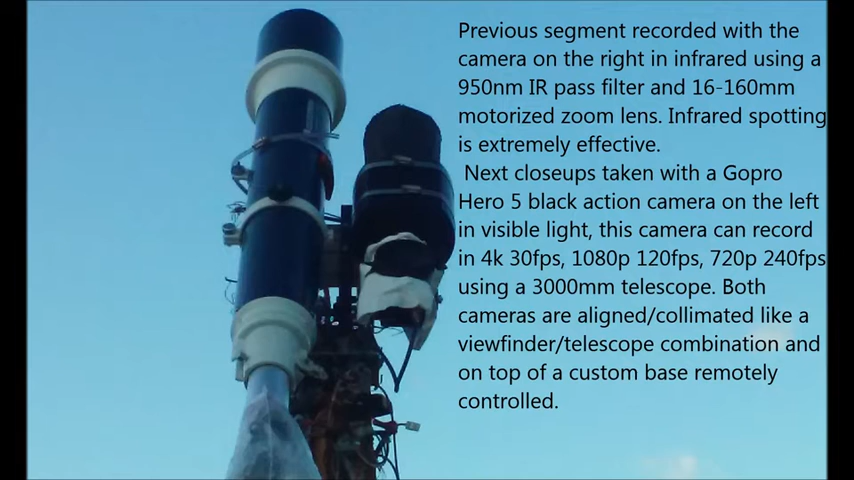 Previous segment recorded with the
camera on the right in infrared using a
950nm IR pass filter and 16-160mm
motorized zoom lens. Infrared spotting
is extremely effective.
Next closeups taken with a Gopro
Hero 5 black action camera on the left
in visible light, this camera can record
in 4k 30fps, 1080p 120fps, 720p 240fps
using a 3000mm telescope. Both
cameras are aligned/collimated like a
viewfinder/telescope combination and
on top of a custom base remotely
controlled.